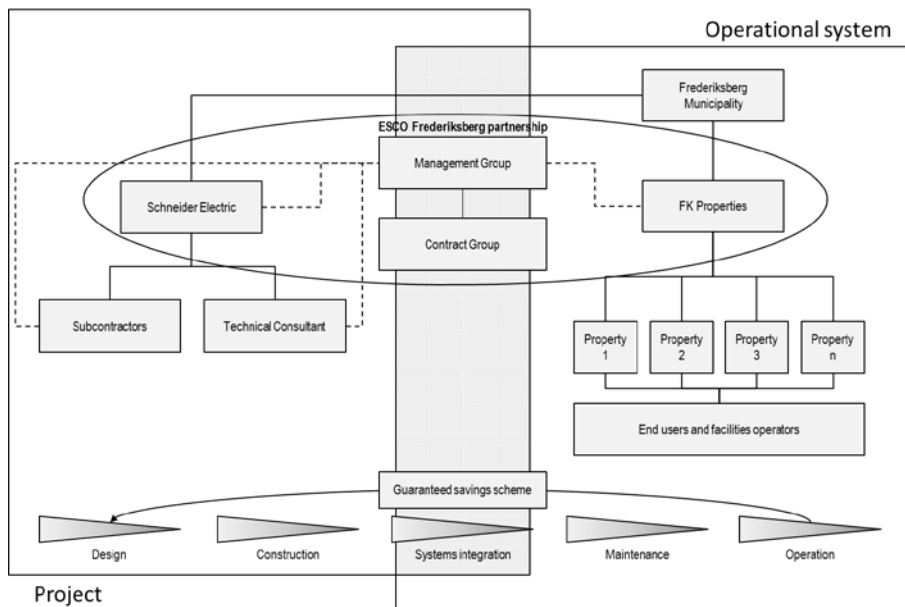 Operational system
Frederiksberg
Municipality
ESCO Frederiksberg partnership
Management Group
Schneider Electric
FK Properties
Contract Group
Subcontractors
Technical Consultant
Property
1
Property
2
Property
3
Property
n
End users and facilities operators
Guaranteed savings scheme
Design
Construction
Systems integration
Maintenance
Operation
Project